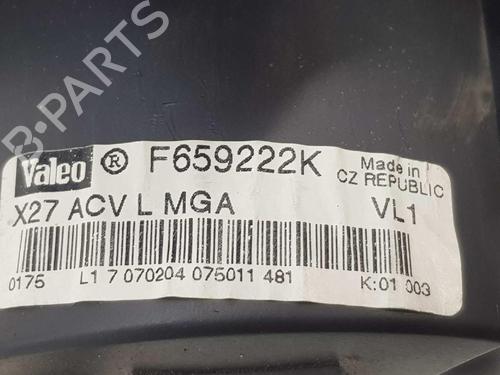 B-PARTS
Valeo ® F659222K Made in
CZ REPUBLIC
X27 ACV L MGA VL1
0175 L1 7 070204 075011 481 K:01 003